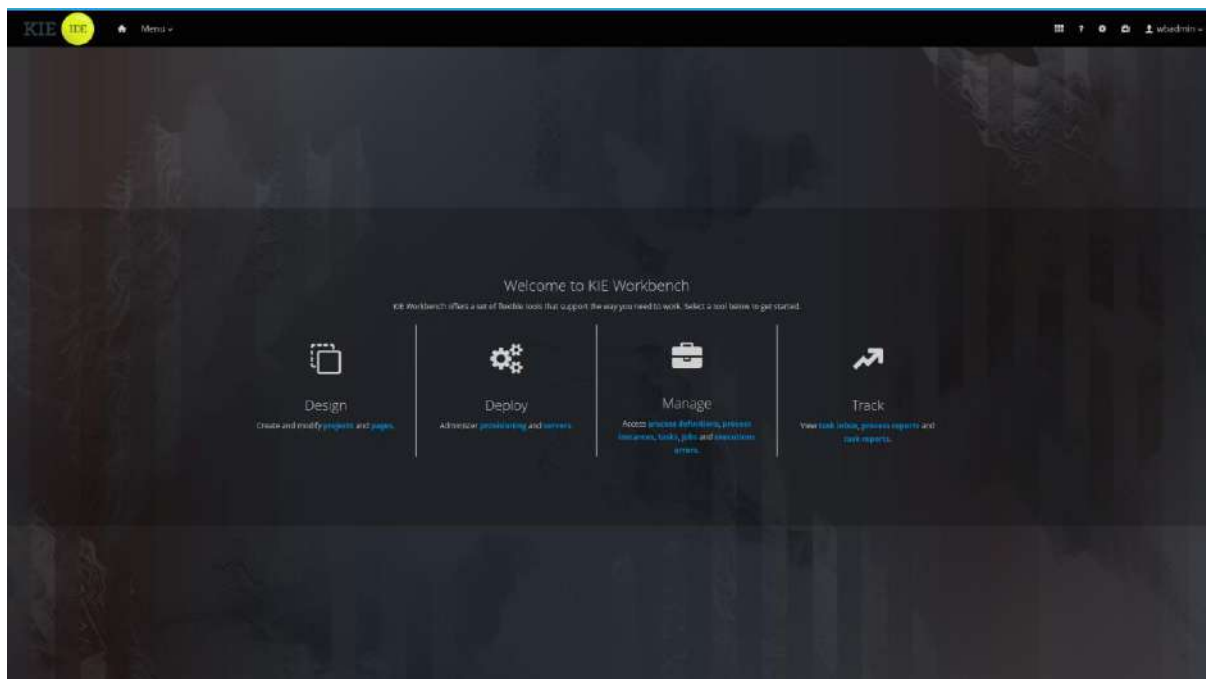 KIE IDE Menu ? wbadmin
Welcome to KIE Workbench
KIE Workbench offers a set of flexible tools that support the way you need to work. Select a tool below to get started.
Design
Create and modify projects and pages.
Deploy
Administer provisioning and servers.
Manage
Access process definitions, process
instances, tasks, jobs and execution
errors.
Track
View task inbox, process reports and
task reports.